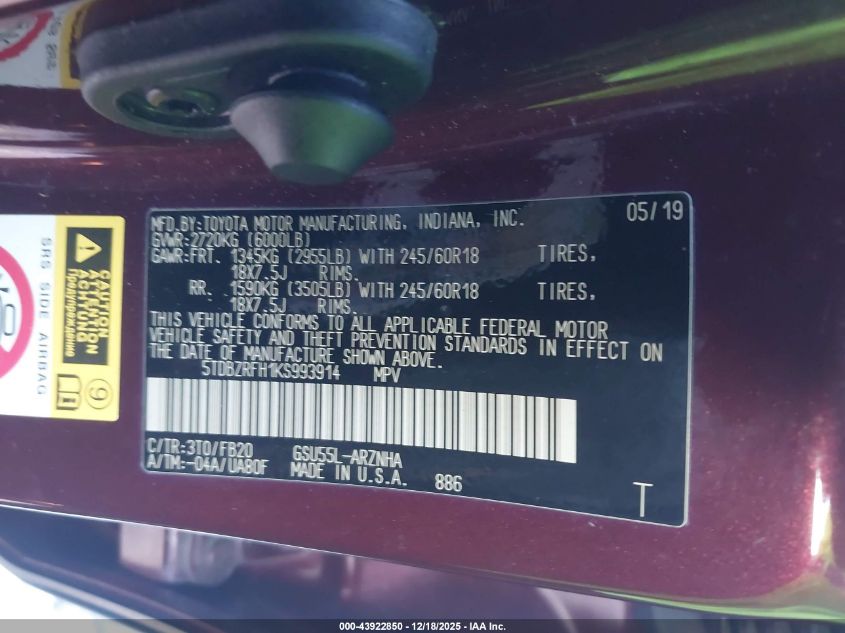 MFD.BY:TOYOTA MOTOR MANUFACTURING, INDIANA, INC. 05/19
GVWR:2720KG (6000LB)
GAWR:FRT. 1345KG (2955LB) WITH 245/60R18 TIRES,
18X7.5J RIMS.
RR. 1590KG (3505LB) WITH 245/60R18 TIRES,
18X7.5J RIMS.
THIS VEHICLE CONFORMS TO ALL APPLICABLE FEDERAL MOTOR
VEHICLE SAFETY AND THEFT PREVENTION STANDARDS IN EFFECT ON
THE DATE OF MANUFACTURE SHOWN ABOVE.
5TDBZRFH1KS993914 MPV
C/TR:3T0/FB20 GSU55L-ARZNHA
A/TM:-04A/UA80F MADE IN U.S.A. 886 T
SRS SIDE AIRBAG
CAUTION
ATTENTION
ACHTUNG
Предупреждение
9
000-43922850 - 12/18/2025 - IAA Inc.